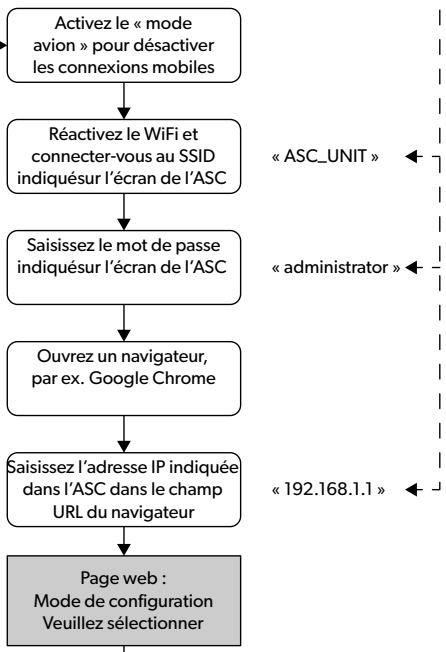 Activez le « mode
avion » pour désactiver
les connexions mobiles
Réactivez le WiFi et
connecter-vous au SSID
indiquésur l’écran de l’ASC
« ASC_UNIT »
Saisissez le mot de passe
indiquésur l’écran de l’ASC
« administrator »
Ouvrez un navigateur,
par ex. Google Chrome
Saisissez l’adresse IP indiquée
dans l’ASC dans le champ
URL du navigateur
« 192.168.1.1 »
Page web :
Mode de configuration
Veuillez sélectionner